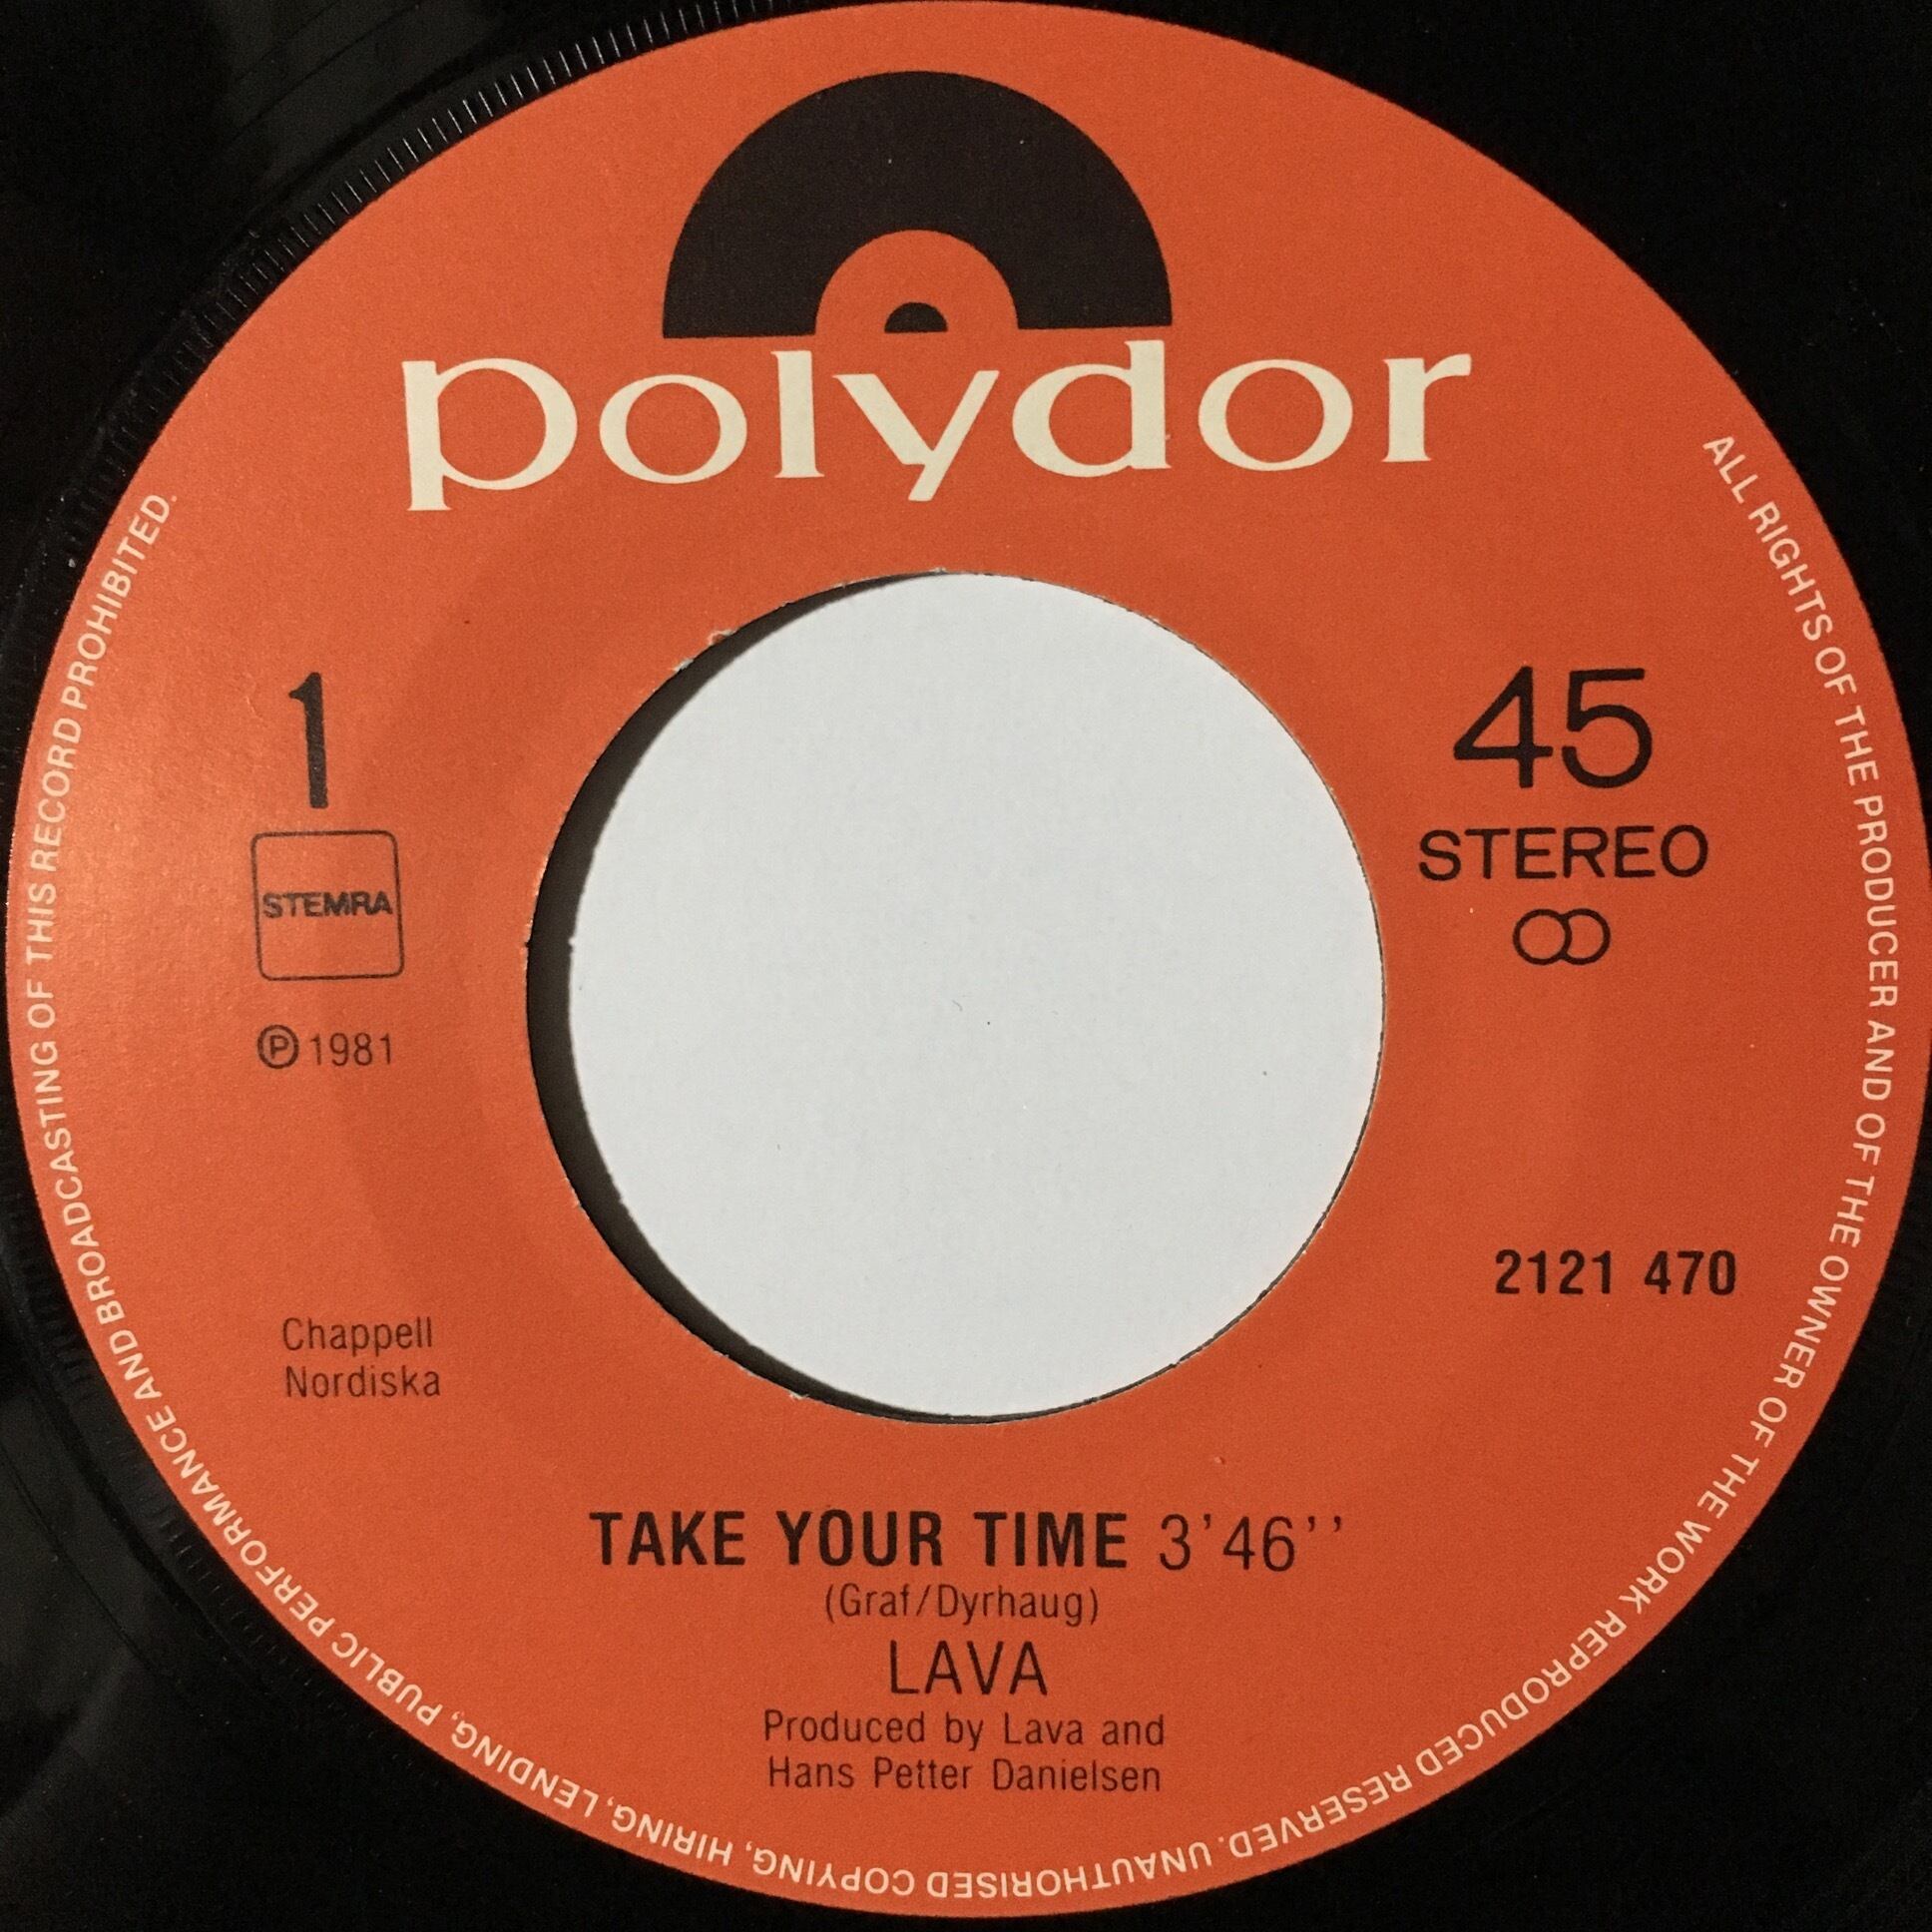 polydor
1
STEMRA
℗ 1981
45
STEREO
2121 470
Chappell
Nordiska
TAKE YOUR TIME 3'46''
(Graf/Dyrhaug)
LAVA
Produced by Lava and
Hans Petter Danielsen
ALL RIGHTS OF THE PRODUCER AND OF THE OWNER OF THE WORK REPRODUCED RESERVED. UNAUTHORISED COPYING, HIRING, LENDING, PUBLIC PERFORMANCE AND BROADCASTING OF THIS RECORD PROHIBITED.